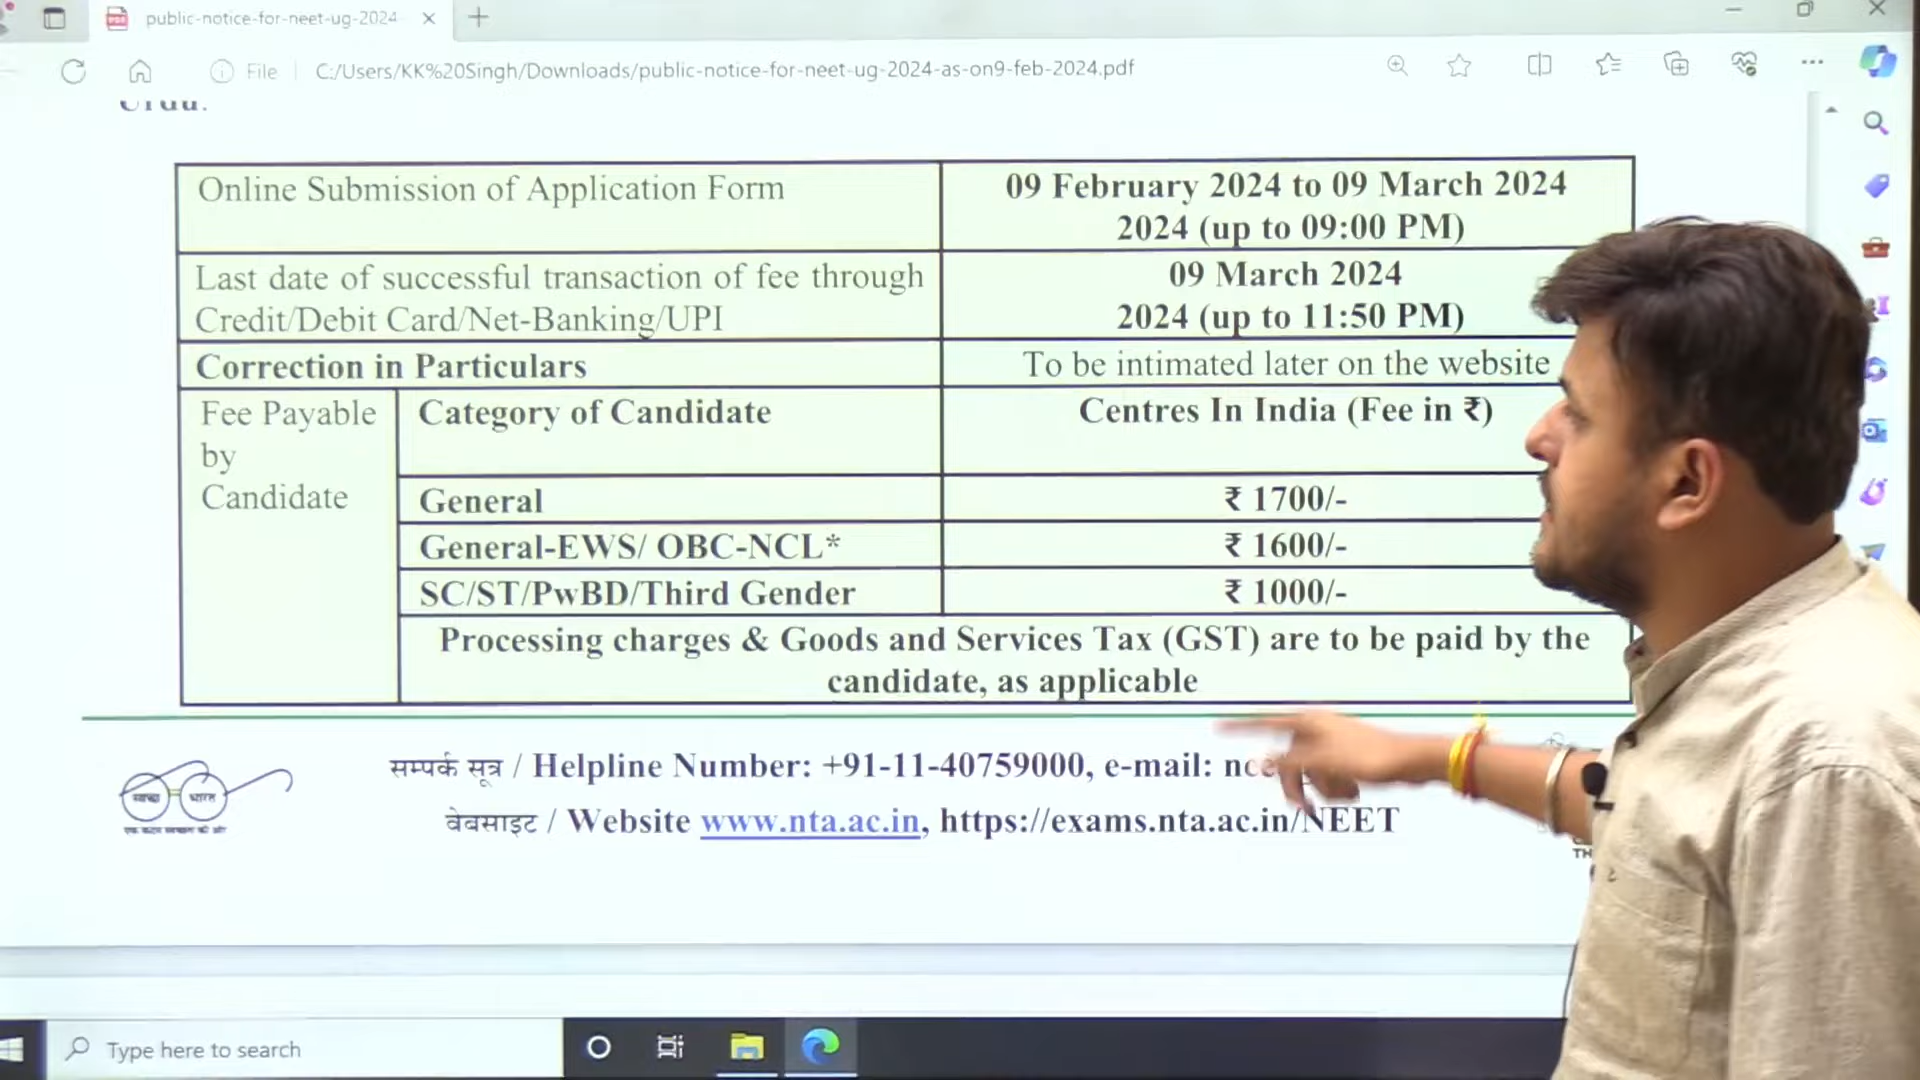 public-notice-for-neet-ug-2024
File
C:/Users/KK%20Singh/Downloads/public-notice-for-neet-ug-2024-as-on9-feb-2024.pdf
Online Submission of Application Form
09 February 2024 to 09 March 2024
2024 (up to 09:00 PM)
Last date of successful transaction of fee through
Credit/Debit Card/Net-Banking/UPI
09 March 2024
2024 (up to 11:50 PM)
Correction in Particulars
To be intimated later on the website
Fee Payable
by
Candidate
Category of Candidate
Centres In India (Fee in ₹)
General
₹ 1700/-
General-EWS/ OBC-NCL*
₹ 1600/-
SC/ST/PwBD/Third Gender
₹ 1000/-
Processing charges & Goods and Services Tax (GST) are to be paid by the
candidate, as applicable
स्वच्छ भारत
एक कदम स्वच्छता की ओर
सम्पर्क सूत्र / Helpline Number: +91-11-40759000, e-mail:
वेबसाइट / Website www.nta.ac.in, https://exams.nta.ac.in/NEET
Type here to search